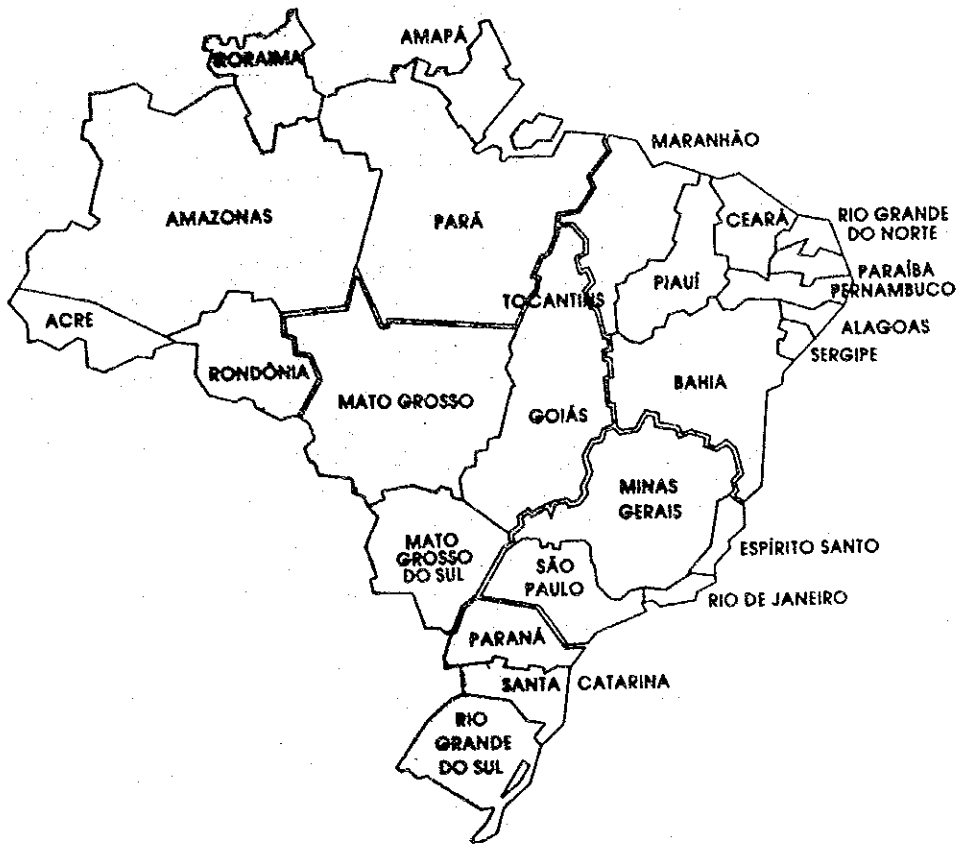 AMAPÁ
RORAIMA
MARANHÃO
AMAZONAS
PARÁ
CEARÁ
RIO GRANDE
DO NORTE
PARAÍBA
PIAUÍ
PERNAMBUCO
TOCANTINS
ACRE
ALAGOAS
SERGIPE
RONDÔNIA
BAHIA
MATO GROSSO
GOIÁS
MINAS
GERAIS
MATO
GROSSO
DO SUL
ESPÍRITO SANTO
SÃO
PAULO
RIO DE JANEIRO
PARANÁ
SANTA CATARINA
RIO
GRANDE
DO SUL